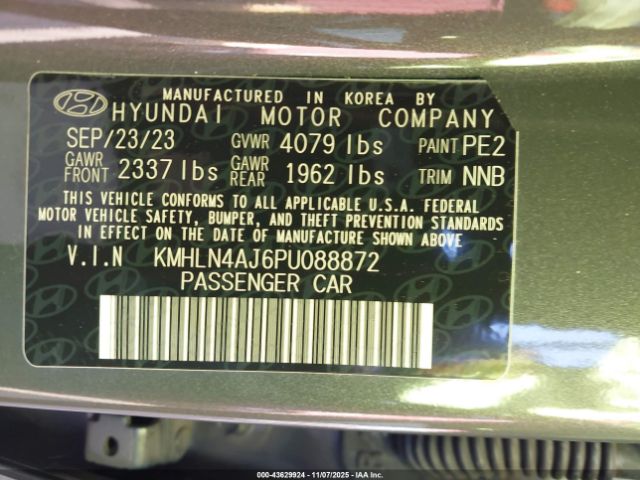 MANUFACTURED IN KOREA BY
HYUNDAI MOTOR COMPANY
SEP/23/23 GVWR 4079 lbs PAINT PE2
GAWR FRONT 2337 lbs GAWR REAR 1962 lbs TRIM NNB
THIS VEHICLE CONFORMS TO ALL APPLICABLE U.S.A. FEDERAL
MOTOR VEHICLE SAFETY, BUMPER, AND THEFT PREVENTION STANDARDS
IN EFFECT ON THE DATE OF MANUFACTURE SHOWN ABOVE
V.I.N KMHLN4AJ6PU088872
PASSENGER CAR
000-43629924 - 11/07/2025 - IAA Inc.